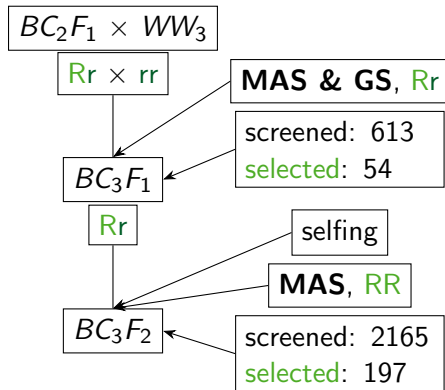 BC₂F₁ × WW₃
Rr × rr
MAS & GS, Rr
screened: 613
selected: 54
BC₃F₁
Rr
selfing
MAS, RR
BC₃F₂
screened: 2165
selected: 197